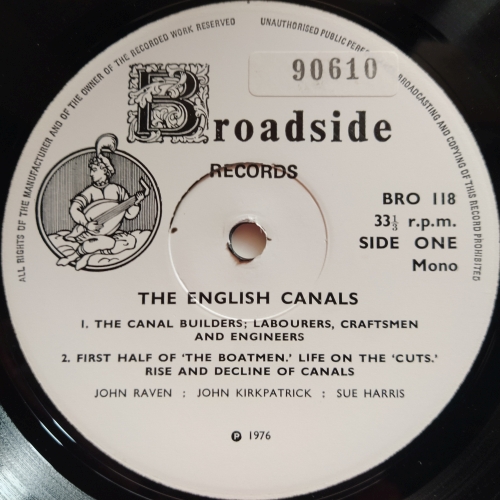 ALL RIGHTS OF THE MANUFACTURER AND OF THE OWNER OF THE RECORDED WORK RESERVED
UNAUTHORISED PUBLIC
BROADCASTING AND COPYING OF THIS RECORD PROHIBITED
90610
Broadside
RECORDS
BRO 118
33⅓ r.p.m.
SIDE ONE
Mono
THE ENGLISH CANALS
1. THE CANAL BUILDERS; LABOURERS, CRAFTSMEN
AND ENGINEERS
2. FIRST HALF OF ‘THE BOATMEN.’ LIFE ON THE ‘CUTS.’
RISE AND DECLINE OF CANALS
JOHN RAVEN : JOHN KIRKPATRICK : SUE HARRIS
℗ 1976